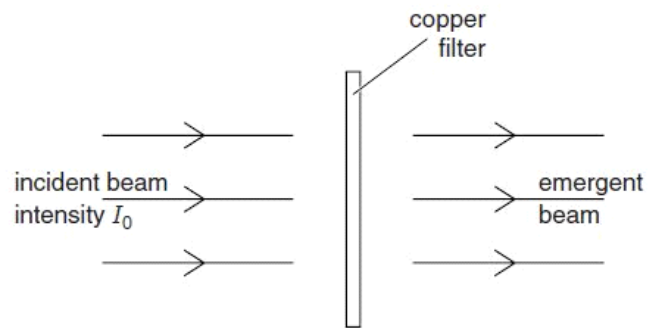 copper
filter
incident beam
intensity I₀
emergent
beam